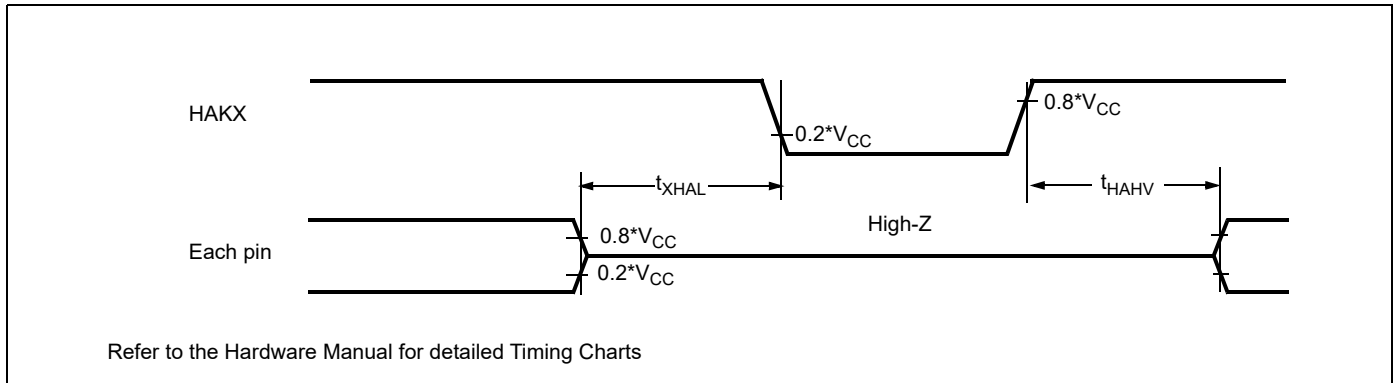 HAKX
0.8*VCC
0.2*VCC
tXHAL
tHAHV
High-Z
Each pin
0.8*VCC
0.2*VCC
Refer to the Hardware Manual for detailed Timing Charts